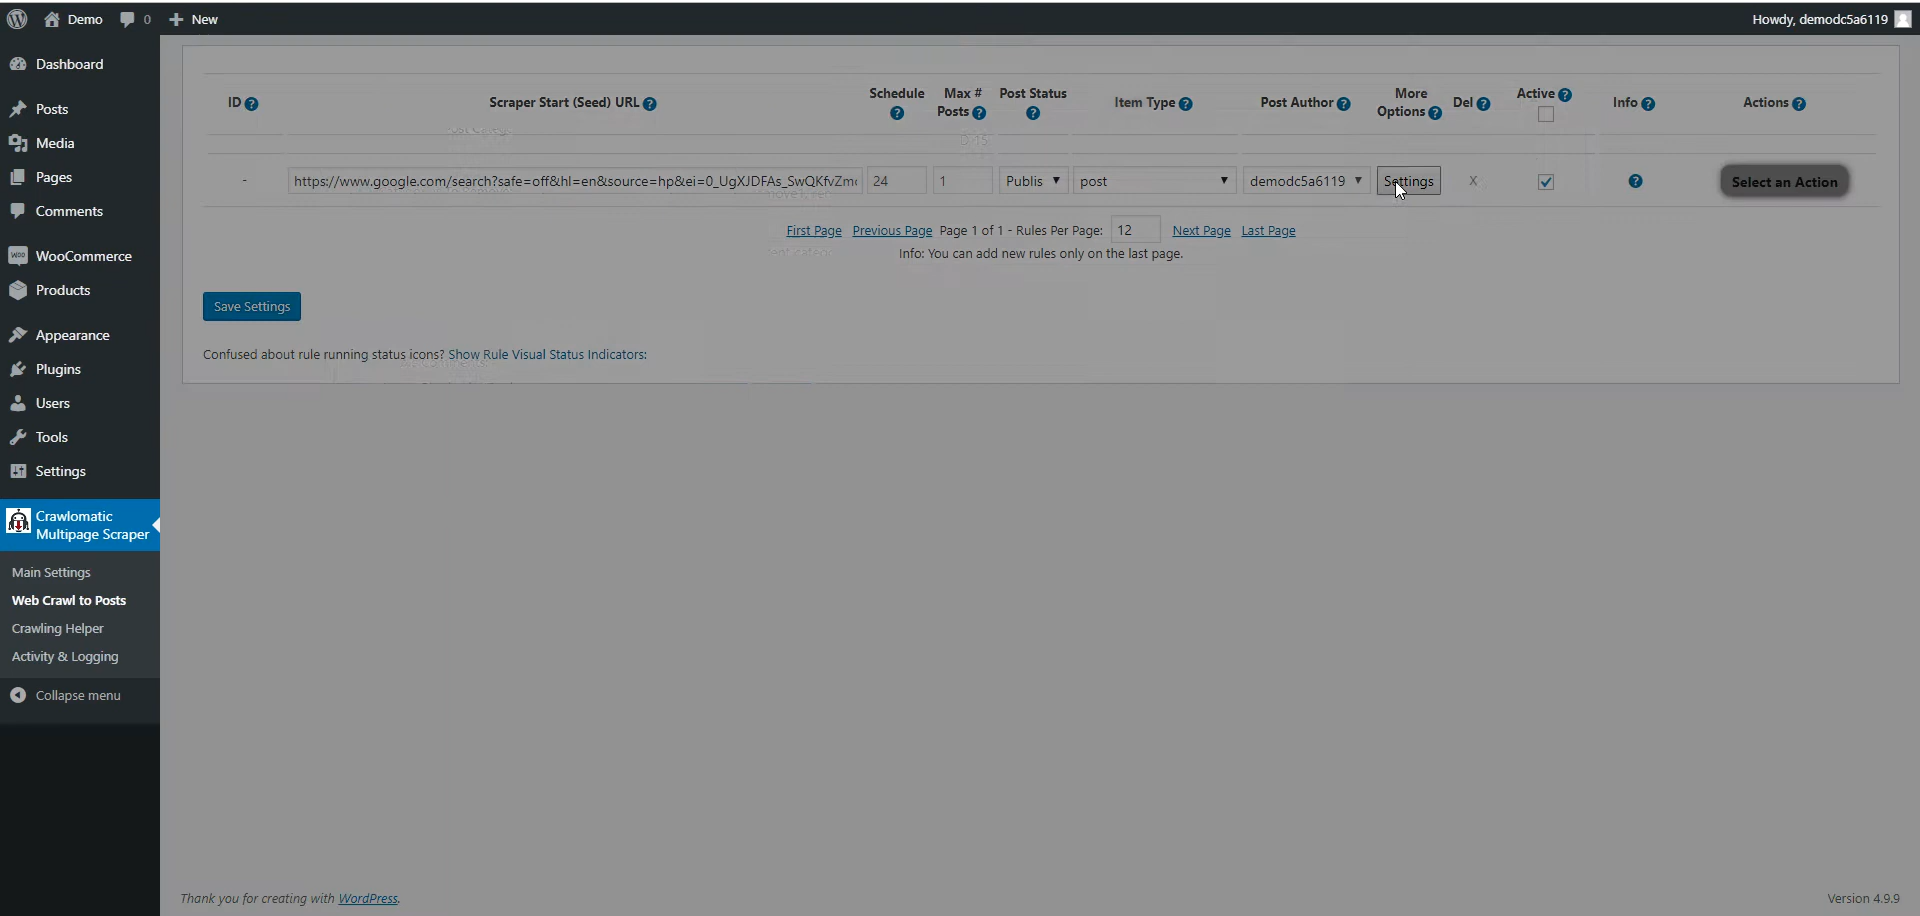 Demo 0 New Howdy, demodc5a6119
Dashboard
Posts
Media
Pages
Comments
WooCommerce
Products
Appearance
Plugins
Users
Tools
Settings
Crawlomatic
Multipage Scraper
Main Settings
Web Crawl to Posts
Crawling Helper
Activity & Logging
Collapse menu
ID ? Scraper Start (Seed) URL ? Schedule ? Max # Posts ? Post Status ? Item Type ? Post Author ? More Options ? Del ? Active ? Info ? Actions ?
- https://www.google.com/search?safe=off&hl=en&source=hp&ei=0_UgXJDFAs_SwQKfvZm 24 1 Publis post demodc5a6119 Settings X ? Select an Action
First Page Previous Page Page 1 of 1 - Rules Per Page: 12 Next Page Last Page
Info: You can add new rules only on the last page.
Save Settings
Confused about rule running status icons? Show Rule Visual Status Indicators:
Thank you for creating with WordPress. Version 4.9.9